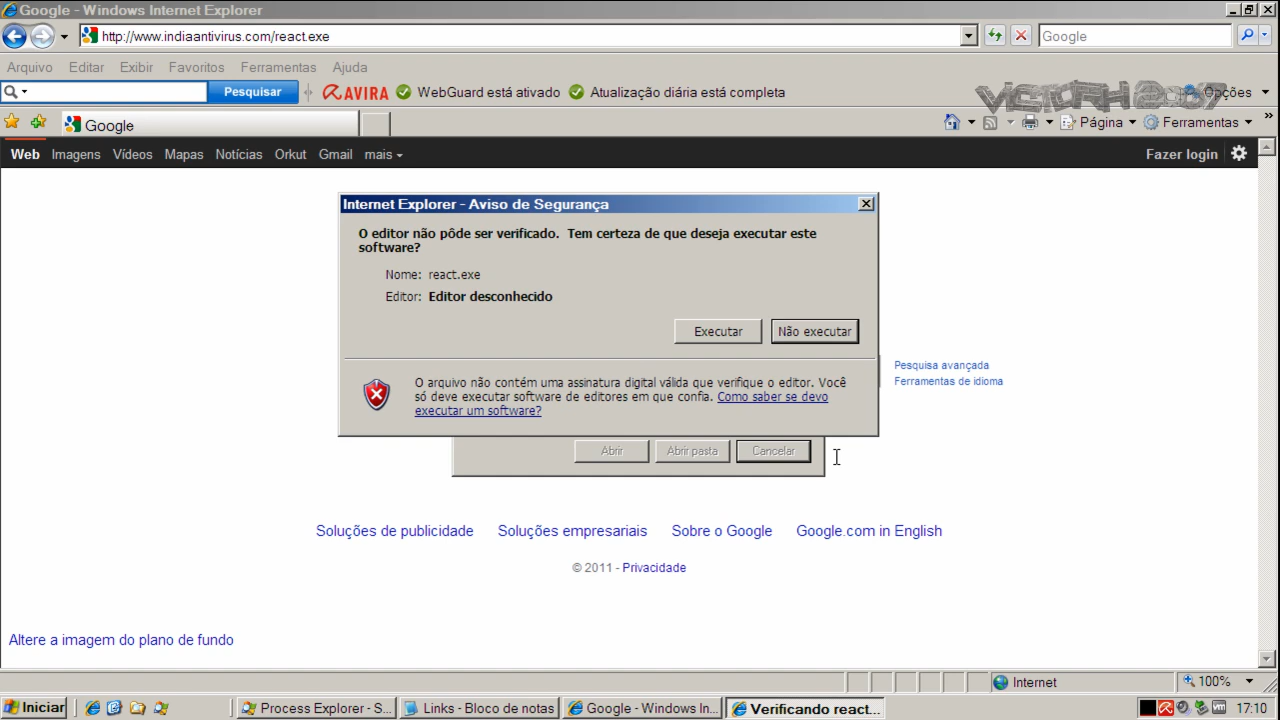 Google - Windows Internet Explorer
http://www.indiaantivirus.com/react.exe
Google
Arquivo Editar Exibir Favoritos Ferramentas Ajuda
Pesquisar
AVIRA WebGuard está ativado Atualização diária está completa Opções
Google
Página Ferramentas
Web Imagens Vídeos Mapas Notícias Orkut Gmail mais Fazer login
Internet Explorer - Aviso de Segurança
O editor não pôde ser verificado. Tem certeza de que deseja executar este
software?
Nome: react.exe
Editor: Editor desconhecido
Executar Não executar
O arquivo não contém uma assinatura digital válida que verifique o editor. Você
só deve executar software de editores em que confia. Como saber se devo
executar um software?
Pesquisa avançada
Ferramentas de idioma
Abrir Abrir pasta Cancelar
Soluções de publicidade Soluções empresariais Sobre o Google Google.com in English
© 2011 - Privacidade
Altere a imagem do plano de fundo
Internet 100%
Iniciar Process Explorer - S... Links - Bloco de notas Google - Windows In... Verificando react... 17:10